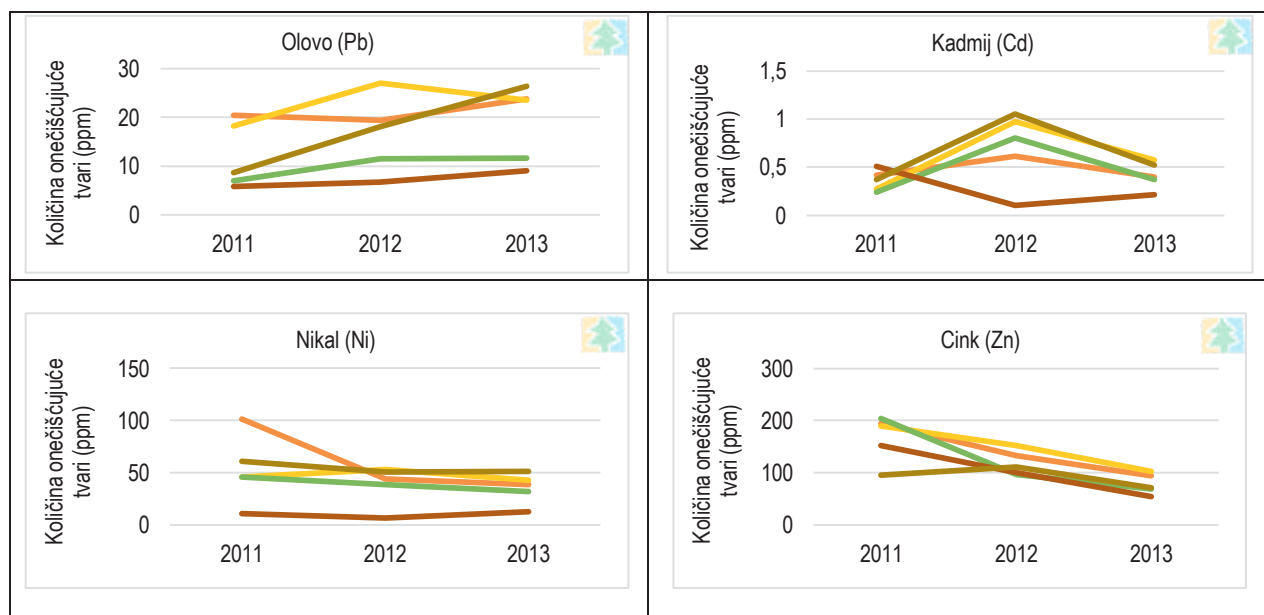 Olovo (Pb)
Količina onečišćujuće
tvari (ppm)
30
20
10
0
2011 2012 2013
Kadmij (Cd)
Količina onečišćujuće
tvari (ppm)
1,5
1
0,5
0
2011 2012 2013
Nikal (Ni)
Količina onečišćujuće
tvari (ppm)
150
100
50
0
2011 2012 2013
Cink (Zn)
Količina onečišćujuće
tvari (ppm)
300
200
100
0
2011 2012 2013